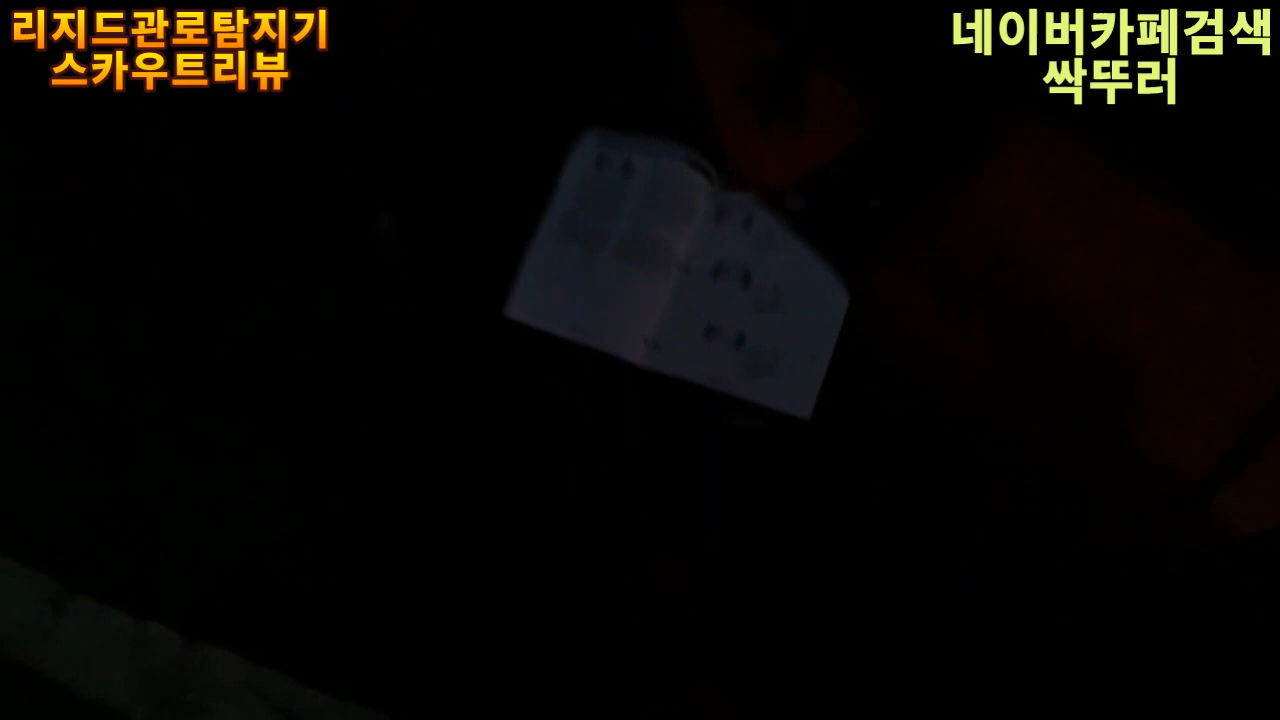 리지드관로탐지기
스카우트리뷰
네이버카페검색
싹뚜러